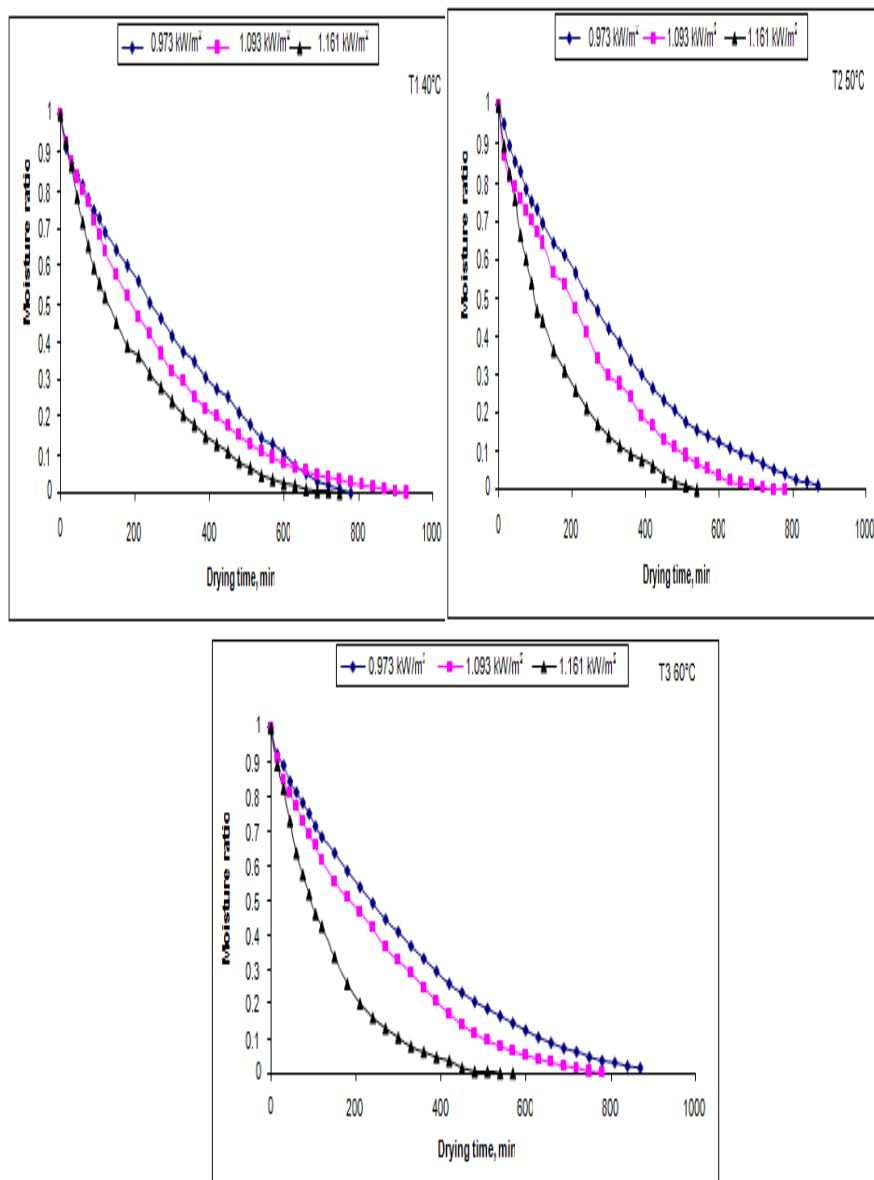 0.973 kW/m² 1.093 kW/m² 1.161 kW/m²
T1 40°C
1
0.9
0.8
0.7
0.6
0.5
0.4
0.3
0.2
0.1
0
Moisture ratio
0 200 400 600 800 1000
Drying time, min
0.973 kW/m² 1.093 kW/m² 1.161 kW/m²
T2 50°C
1
0.9
0.8
0.7
0.6
0.5
0.4
0.3
0.2
0.1
0
Moisture ratio
0 200 400 600 800 1000
Drying time, min
0.973 kW/m² 1.093 kW/m² 1.161 kW/m²
T3 60°C
1
0.9
0.8
0.7
0.6
0.5
0.4
0.3
0.2
0.1
0
Moisture ratio
0 200 400 600 800 1000
Drying time, min